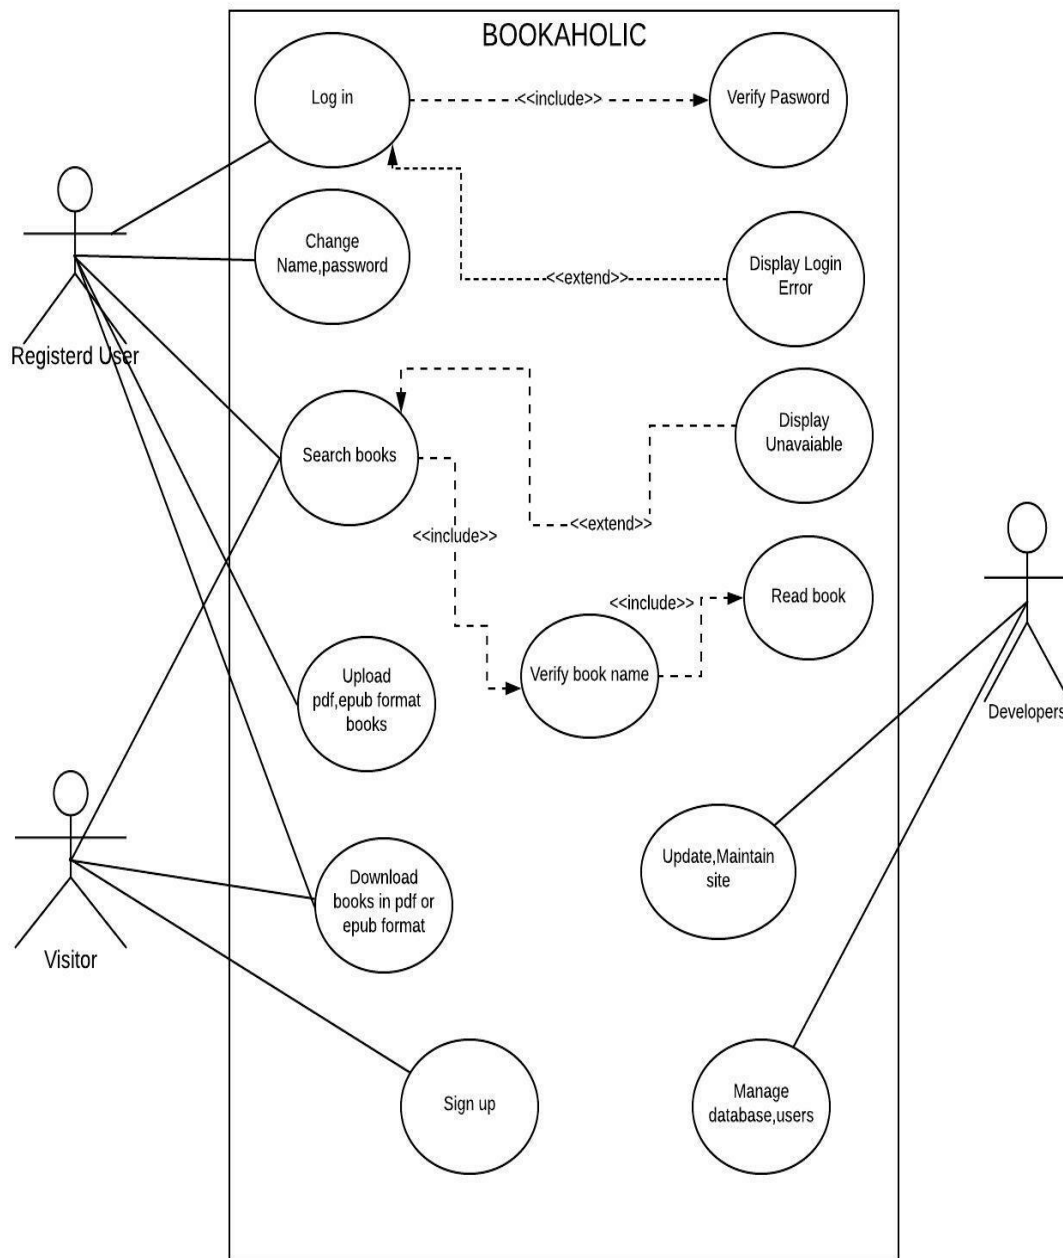 BOOKAHOLIC
Log in
<<include>>
Verify Pasword
Change
Name,password
Display Login
Error
<<extend>>
Registerd User
Search books
Display
Unavaiable
<<extend>>
<<include>>
Read book
<<include>>
Verify book name
Upload
pdf,epub format
books
Developers
Update,Maintain
site
Download
books in pdf or
epub format
Visitor
Sign up
Manage
database,users